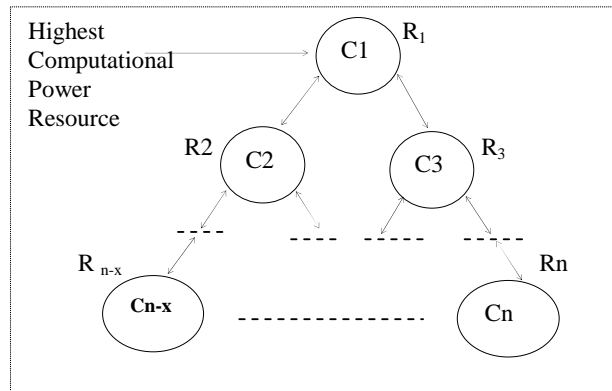 Highest
Computational
Power
Resource
C1
R₁
R2
C2
C3
R₃
R n-x
Cn-x
Rn
Cn